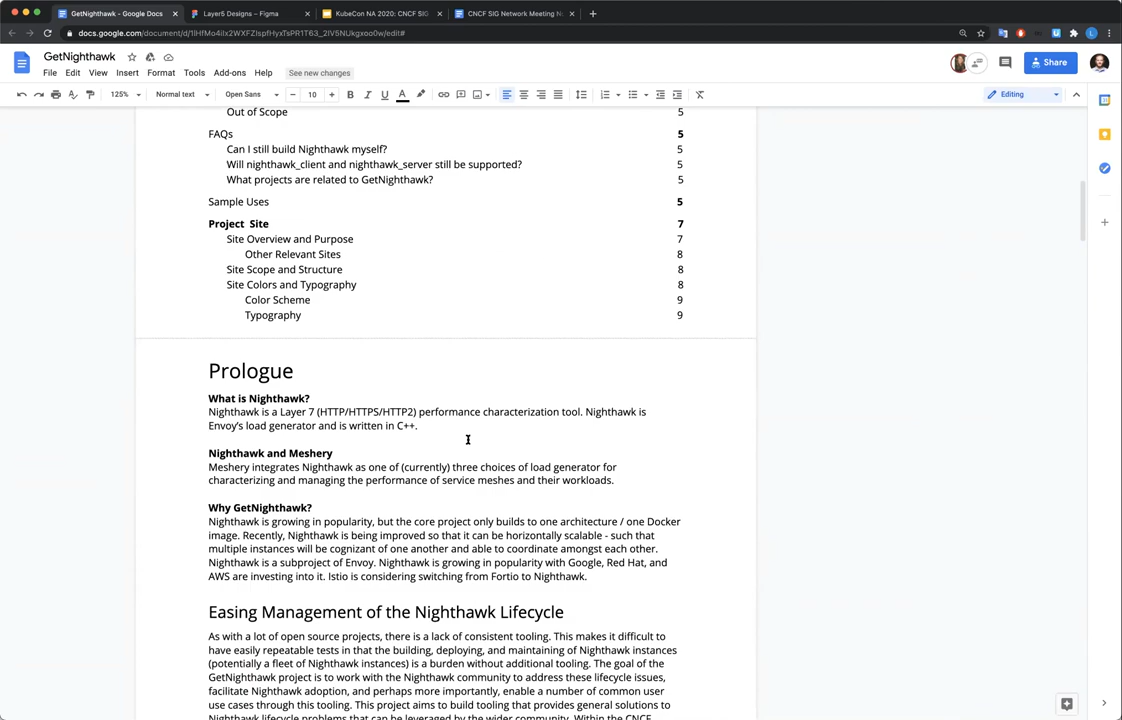 GetNighthawk - Google Docs
Layer5 Designs – Figma
KubeCon NA 2020: CNCF SIG
CNCF SIG Network Meeting N
GetNighthawk
File Edit View Insert Format Tools Add-ons Help See new changes
Share
125% Normal text Open Sans 10
Editing
Out of Scope 5
FAQs 5
Can I still build Nighthawk myself? 5
Will nighthawk_client and nighthawk_server still be supported? 5
What projects are related to GetNighthawk? 5
Sample Uses 5
Project Site 7
Site Overview and Purpose 7
Other Relevant Sites 8
Site Scope and Structure 8
Site Colors and Typography 8
Color Scheme 9
Typography 9
Prologue
What is Nighthawk?
Nighthawk is a Layer 7 (HTTP/HTTPS/HTTP2) performance characterization tool. Nighthawk is
Envoy's load generator and is written in C++.
Nighthawk and Meshery
Meshery integrates Nighthawk as one of (currently) three choices of load generator for
characterizing and managing the performance of service meshes and their workloads.
Why GetNighthawk?
Nighthawk is growing in popularity, but the core project only builds to one architecture / one Docker
image. Recently, Nighthawk is being improved so that it can be horizontally scalable - such that
multiple instances will be cognizant of one another and able to coordinate amongst each other.
Nighthawk is a subproject of Envoy. Nighthawk is growing in popularity with Google, Red Hat, and
AWS are investing into it. Istio is considering switching from Fortio to Nighthawk.
Easing Management of the Nighthawk Lifecycle
As with a lot of open source projects, there is a lack of consistent tooling. This makes it difficult to
have easily repeatable tests in that the building, deploying, and maintaining of Nighthawk instances
(potentially a fleet of Nighthawk instances) is a burden without additional tooling. The goal of the
GetNighthawk project is to work with the Nighthawk community to address these lifecycle issues,
facilitate Nighthawk adoption, and perhaps more importantly, enable a number of common user
use cases through this tooling. This project aims to build tooling that provides general solutions to
Nighthawk lifecycle problems that can be leveraged by the wider community. Within the CNCF